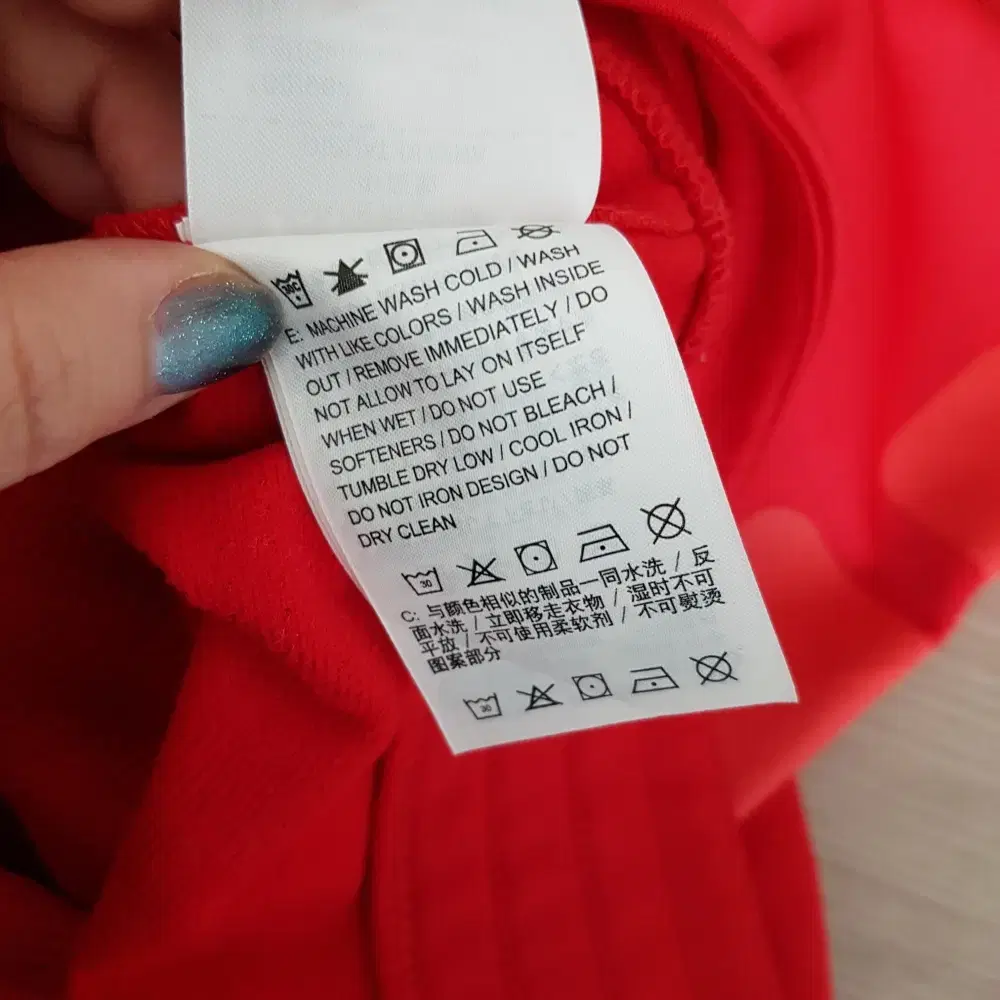 30C
E: MACHINE WASH COLD / WASH
WITH LIKE COLORS / WASH INSIDE
OUT / REMOVE IMMEDIATELY / DO
NOT ALLOW TO LAY ON ITSELF
WHEN WET / DO NOT USE
SOFTENERS / DO NOT BLEACH /
TUMBLE DRY LOW / COOL IRON /
DO NOT IRON DESIGN / DO NOT
DRY CLEAN
30
C: 与颜色相似的制品一同水洗 / 反
面水洗 / 立即移走衣物 / 湿时不可
平放 / 不可使用柔软剂 / 不可熨烫
图案部分
30